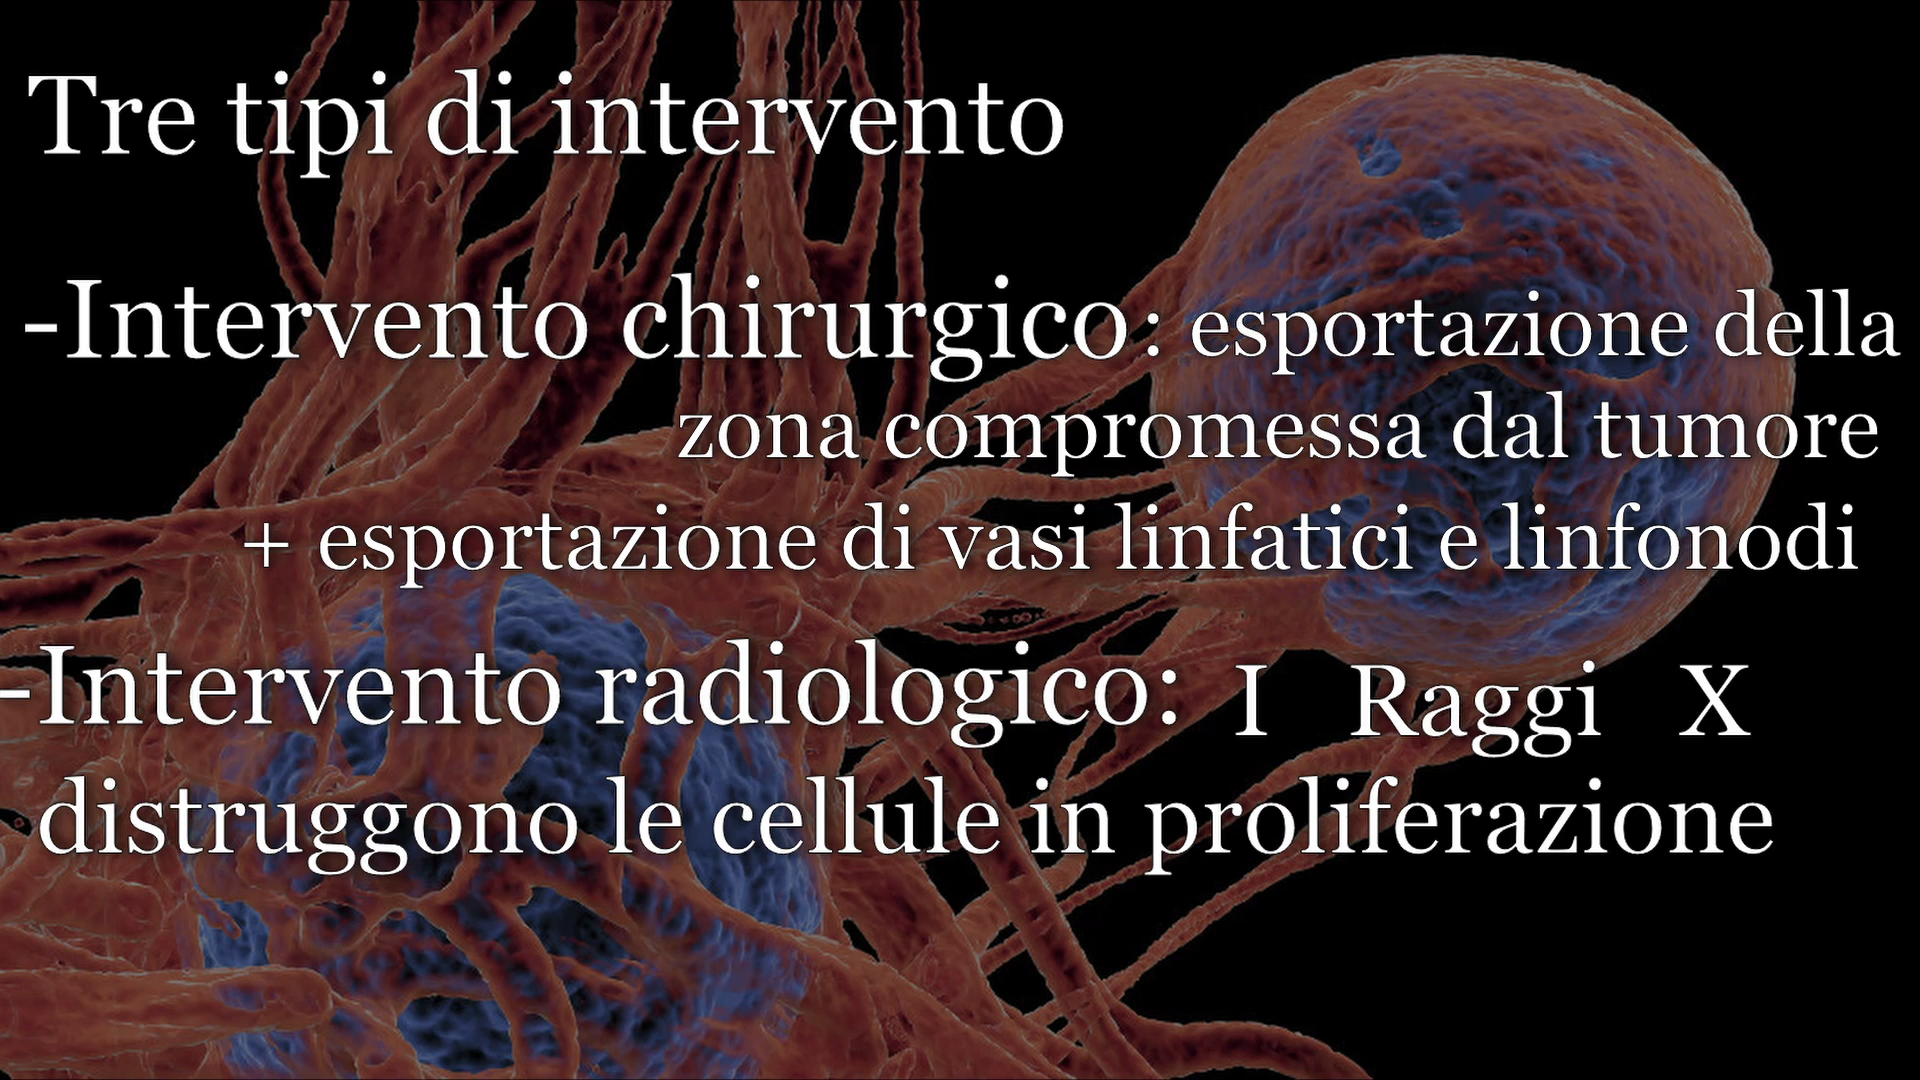 Tre tipi di intervento
-Intervento chirurgico: esportazione della
zona compromessa dal tumore
+ esportazione di vasi linfatici e linfonodi
-Intervento radiologico: I Raggi X
distruggono le cellule in proliferazione